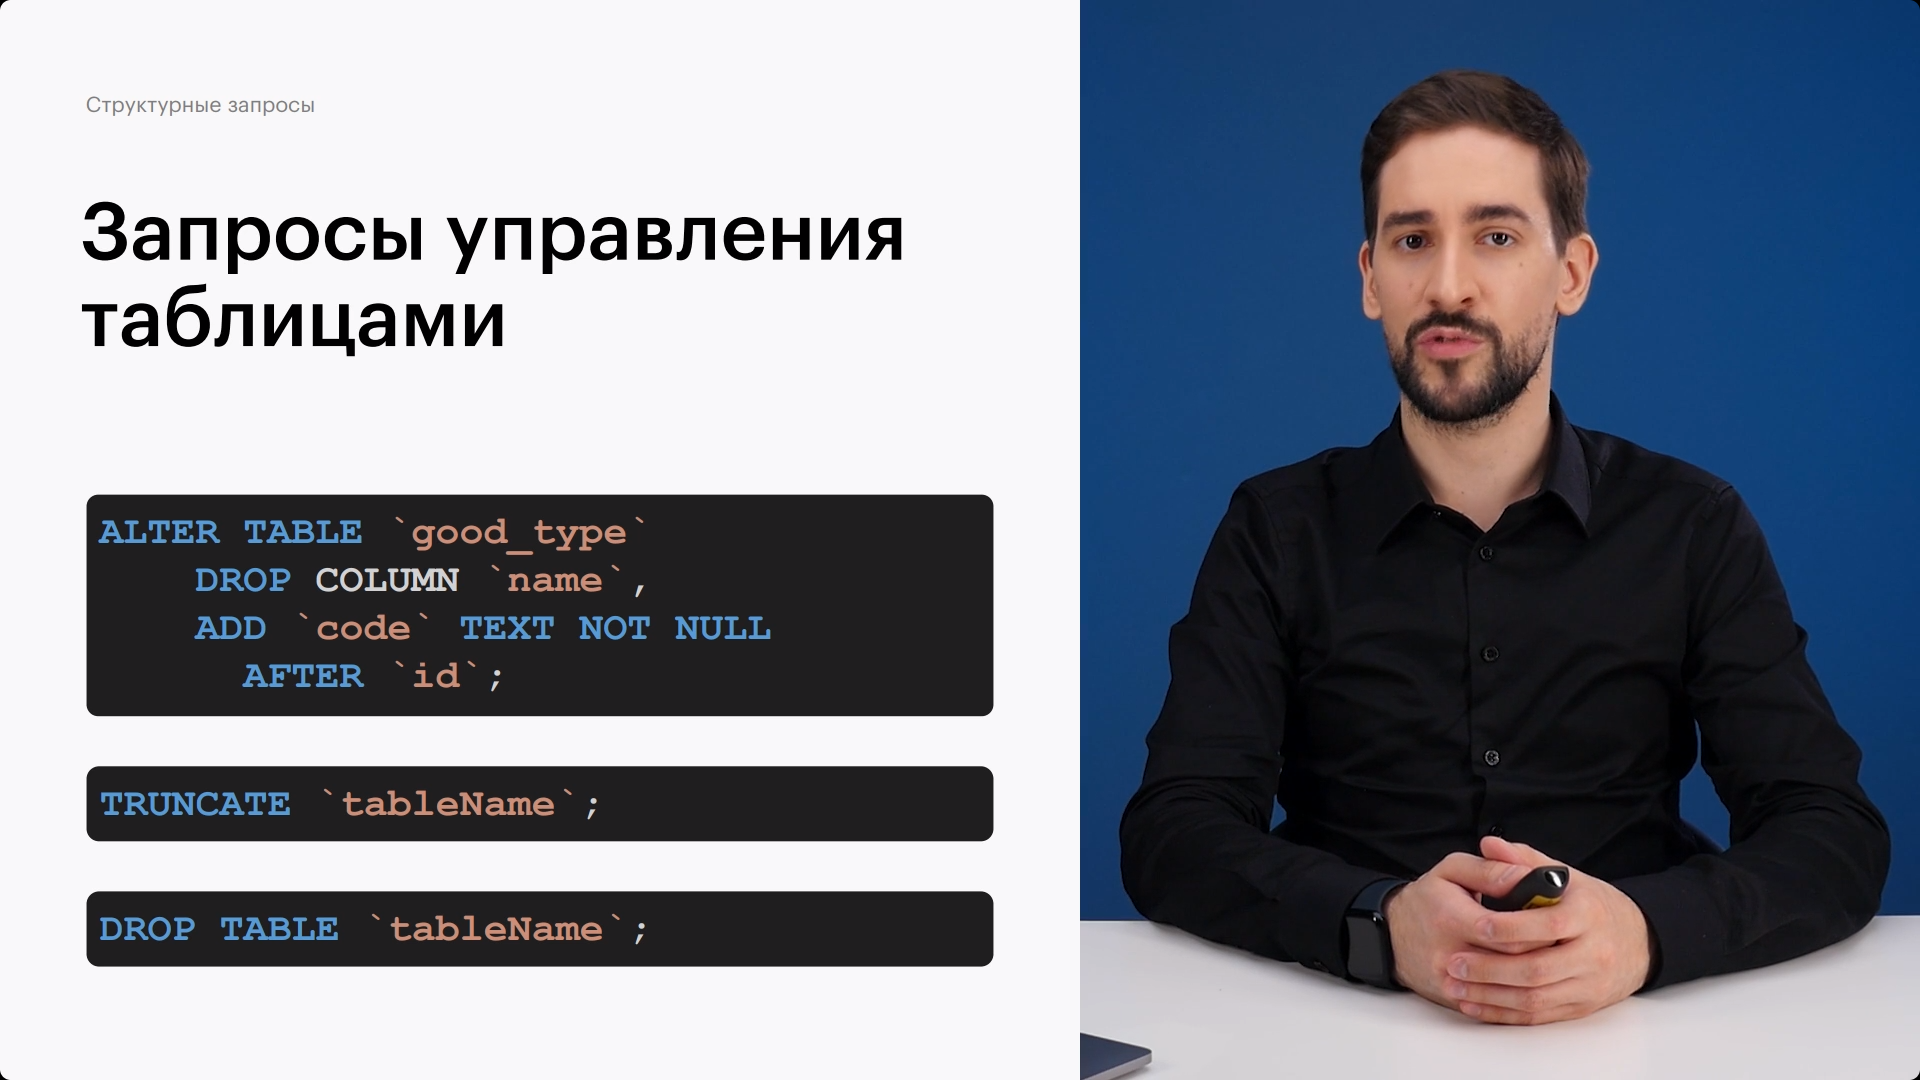 Структурные запросы
Запросы управления
таблицами
ALTER TABLE `good_type`
DROP COLUMN `name`,
ADD `code` TEXT NOT NULL
AFTER `id`;
TRUNCATE `tableName`;
DROP TABLE `tableName`;